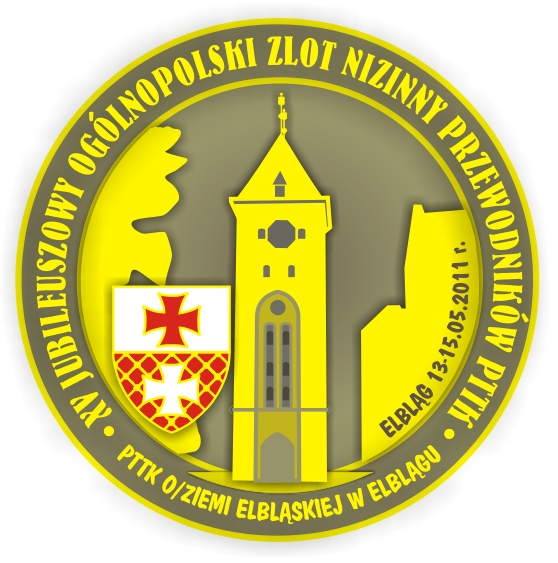 • XV JUBILEUSZOWY OGÓLNOPOLSKI ZLOT NIZINNY PRZEWODNIKÓW PTTK •
ELBLĄG 13-15.05.2011 r.
PTTK O/ZIEMI ELBLĄSKIEJ W ELBLĄGU